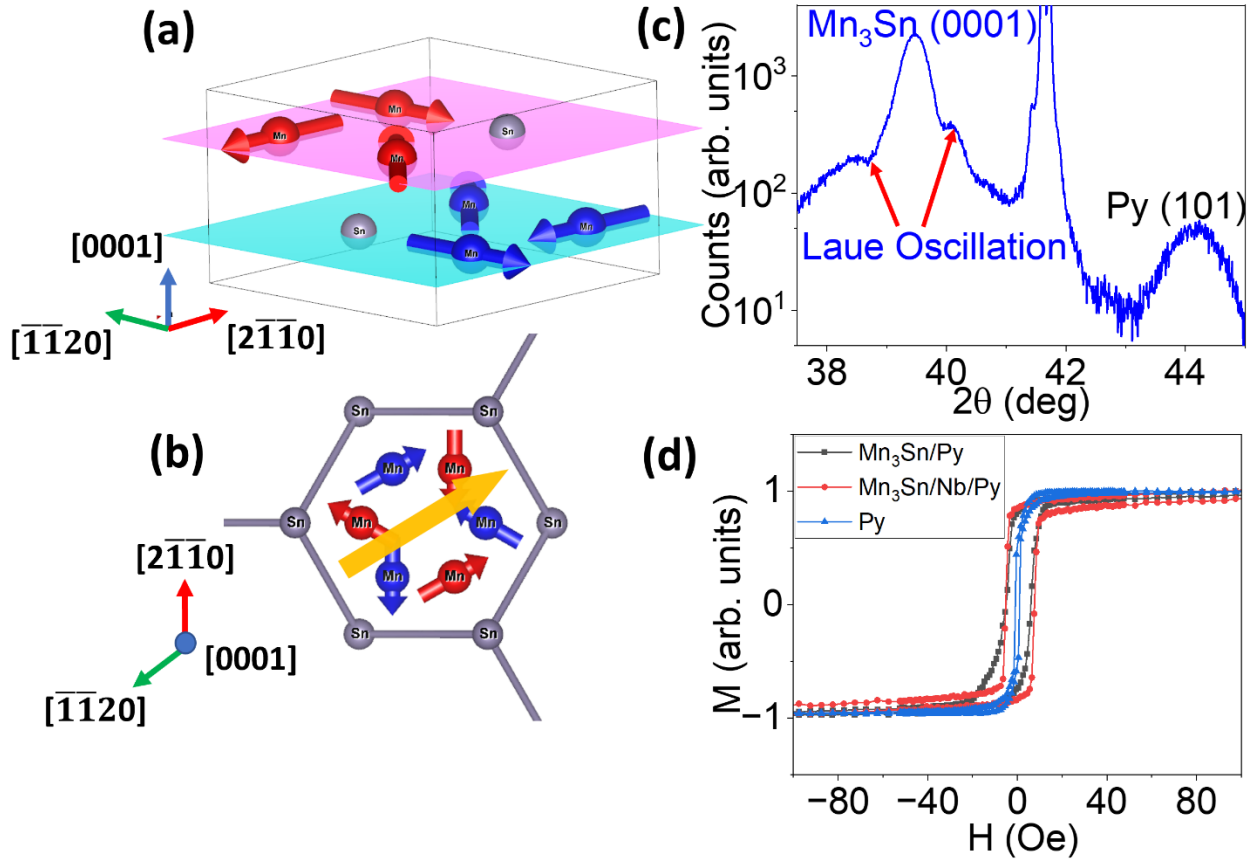 (a)
Mn
Mn
Sn
Mn
Mn
Mn
Sn
Mn
[0001]
[1̅1̅20]
[21̅1̅0]
(b)
Sn
Sn
Mn
Mn
Sn
Mn
Mn
Sn
Mn
Mn
Sn
Sn
[21̅1̅0]
[0001]
[1̅1̅20]
(c)
Mn₃Sn (0001)
Py (101)
Laue Oscillation
Counts (arb. units)
10³
10²
10¹
38 40 42 44
2θ (deg)
(d)
Mn₃Sn/Py
Mn₃Sn/Nb/Py
Py
M (arb. units)
1
0
−1
−80 −40 0 40 80
H (Oe)